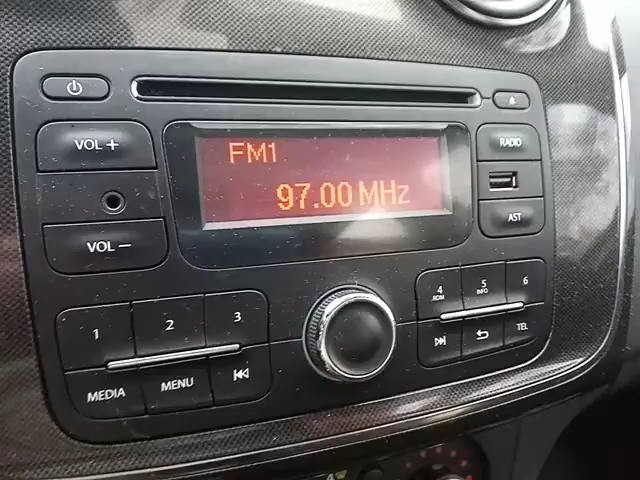 VOL +
VOL −
FM1
97.00 MHz
RADIO
AST
1
2
3
MEDIA
MENU
4
RDM
5
INFO
6
TEL